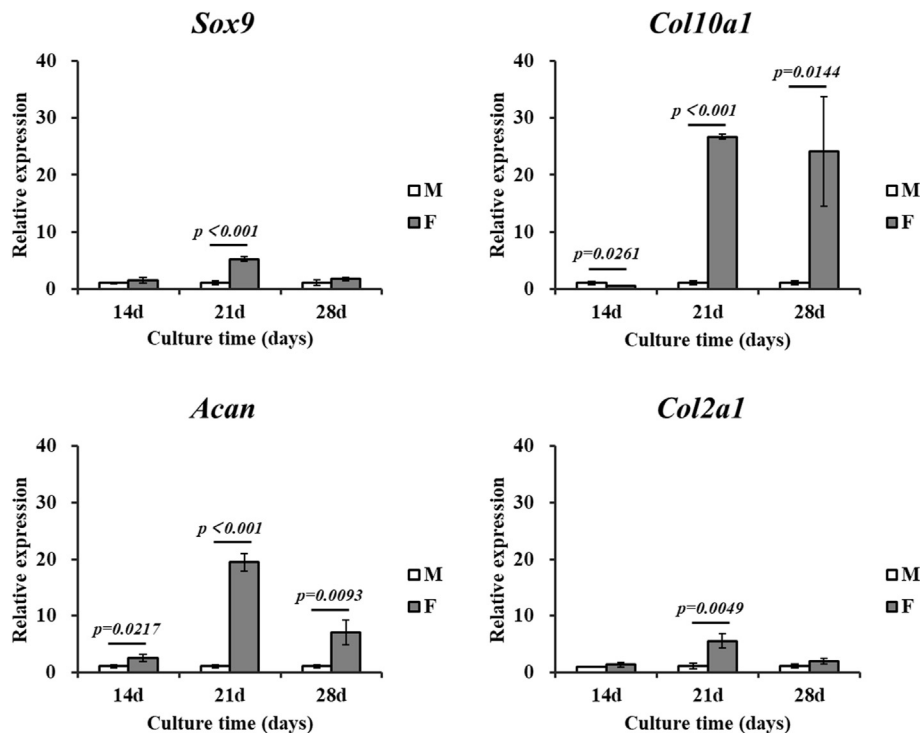 Sox9
40
30
20
10
0
Relative expression
p <0.001
14d 21d 28d
Culture time (days)
M
F
Col10a1
40
30
20
10
0
Relative expression
p=0.0261
p <0.001
p=0.0144
14d 21d 28d
Culture time (days)
M
F
Acan
40
30
20
10
0
Relative expression
p=0.0217
p <0.001
p=0.0093
14d 21d 28d
Culture time (days)
M
F
Col2a1
40
30
20
10
0
Relative expression
p=0.0049
14d 21d 28d
Culture time (days)
M
F